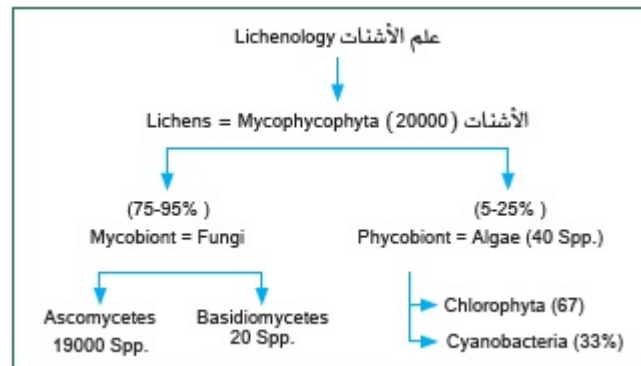 علم الأشنات Lichenology
Lichens = Mycophycophyta (20000) الأشنات
(75-95% )
(5-25% )
Mycobiont = Fungi
Phycobiont = Algae (40 Spp.)
Ascomycetes
19000 Spp.
Basidiomycetes
20 Spp.
Chlorophyta (67)
Cyanobacteria (33%)